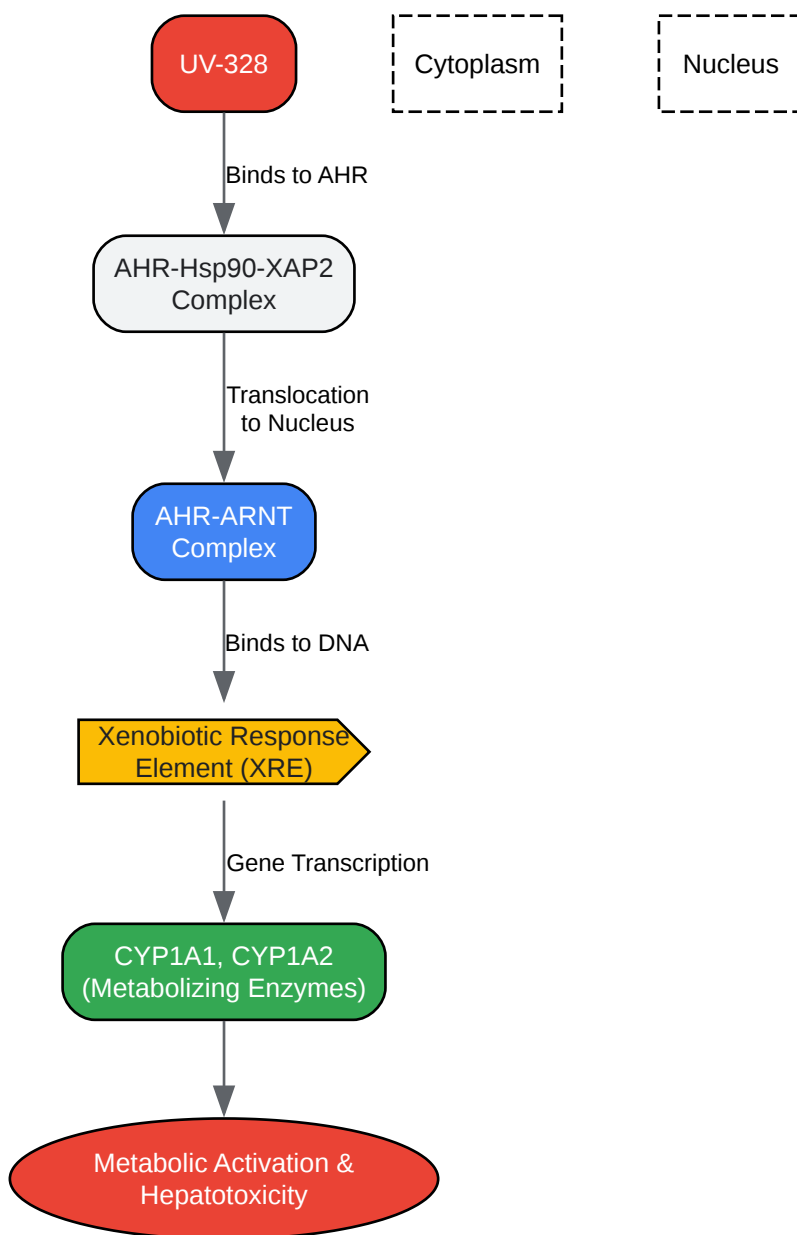 UV-328
Cytoplasm
Nucleus
Binds to AHR
AHR-Hsp90-XAP2
Complex
Translocation
to Nucleus
AHR-ARNT
Complex
Binds to DNA
Xenobiotic Response
Element (XRE)
Gene Transcription
CYP1A1, CYP1A2
(Metabolizing Enzymes)
Metabolic Activation &
Hepatotoxicity